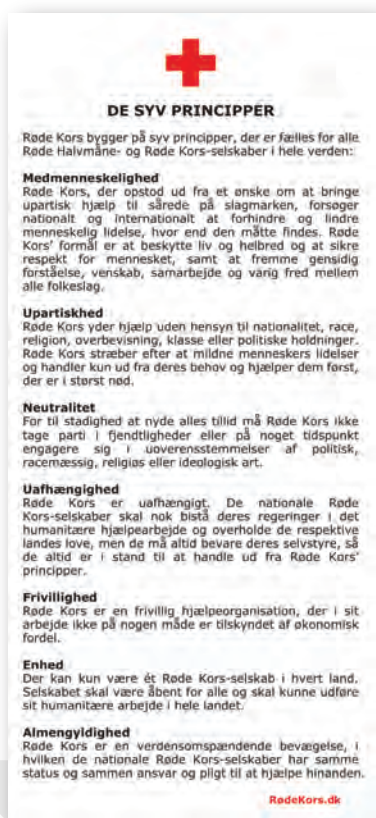 DE SYV PRINCIPPER
Røde Kors bygger på syv principper, der er fælles for alle
Røde Halvmåne- og Røde Kors-selskaber i hele verden:
Medmenneskelighed
Røde Kors, der opstod ud fra et ønske om at bringe
upartisk hjælp til sårede på slagmarken, forsøger
nationalt og internationalt at forhindre og lindre
menneskelig lidelse, hvor end den måtte findes. Røde
Kors' formål er at beskytte liv og helbred og at sikre
respekt for mennesket, samt at fremme gensidig
forståelse, venskab, samarbejde og varig fred mellem
alle folkeslag.
Upartiskhed
Røde Kors yder hjælp uden hensyn til nationalitet, race,
religion, overbevisning, klasse eller politiske holdninger.
Røde Kors stræber efter at mildne menneskers lidelser
og handler kun ud fra deres behov og hjælper dem først,
der er i størst nød.
Neutralitet
For til stadighed at nyde alles tillid må Røde Kors ikke
tage parti i fjendtligheder eller på noget tidspunkt
engagere sig i uoverensstemmelser af politisk,
racemæssig, religiøs eller ideologisk art.
Uafhængighed
Røde Kors er uafhængigt. De nationale Røde
Kors-selskaber skal nok bistå deres regeringer i det
humanitære hjælpearbejde og overholde de respektive
landes love, men de må altid bevare deres selvstyre, så
de altid er i stand til at handle ud fra Røde Kors'
principper.
Frivillighed
Røde Kors er en frivillig hjælpeorganisation, der i sit
arbejde ikke på nogen måde er tilskyndet af økonomisk
fordel.
Enhed
Der kan kun være ét Røde Kors-selskab i hvert land.
Selskabet skal være åbent for alle og skal kunne udføre
sit humanitære arbejde i hele landet.
Almengyldighed
Røde Kors er en verdensomspændende bevægelse, i
hvilken de nationale Røde Kors-selskaber har samme
status og sammen ansvar og pligt til at hjælpe hinanden.
RødeKors.dk